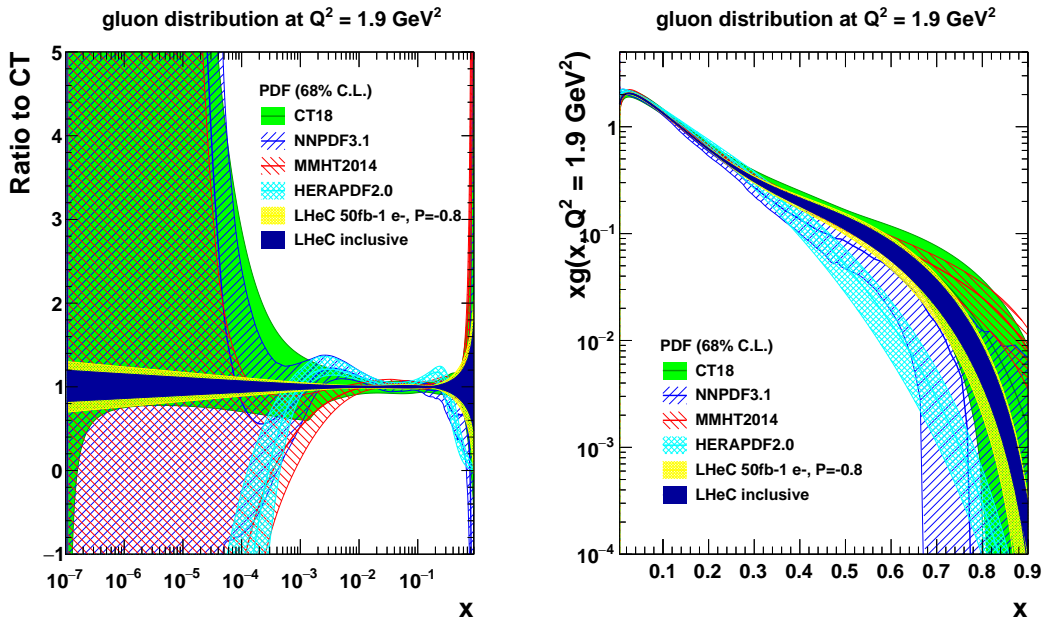 gluon distribution at Q² = 1.9 GeV²
Ratio to CT
5
4
3
2
1
0
−1
PDF (68% C.L.)
CT18
NNPDF3.1
MMHT2014
HERAPDF2.0
LHeC 50fb-1 e-, P=-0.8
LHeC inclusive
10⁻⁷ 10⁻⁶ 10⁻⁵ 10⁻⁴ 10⁻³ 10⁻² 10⁻¹
x
gluon distribution at Q² = 1.9 GeV²
xg(x, Q² = 1.9 GeV²)
1
10⁻¹
10⁻²
10⁻³
10⁻⁴
PDF (68% C.L.)
CT18
NNPDF3.1
MMHT2014
HERAPDF2.0
LHeC 50fb-1 e-, P=-0.8
LHeC inclusive
0.1 0.2 0.3 0.4 0.5 0.6 0.7 0.8 0.9
x